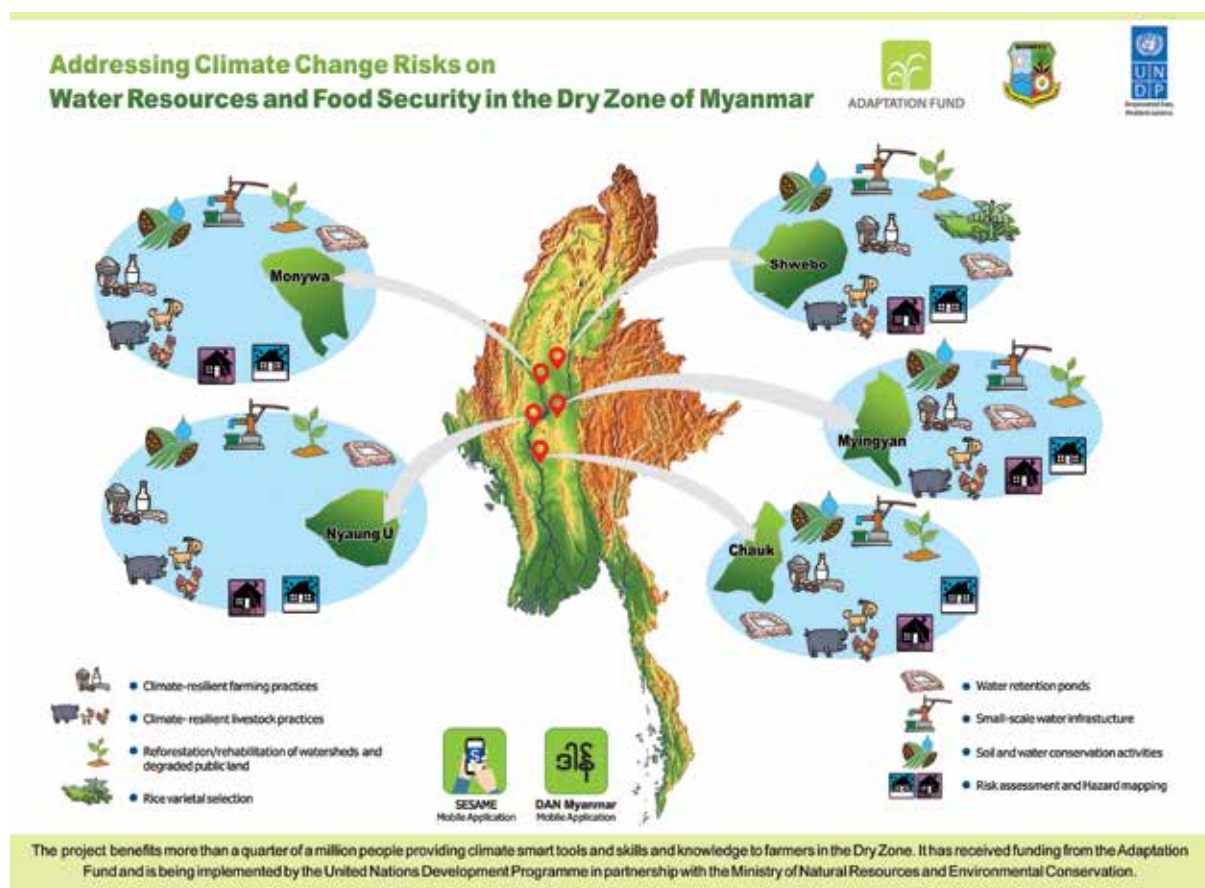 Addressing Climate Change Risks on
Water Resources and Food Security in the Dry Zone of Myanmar
ADAPTATION FUND
U N
D P
Monywa
Shwebo
Myingyan
Nyaung U
Chauk
Climate-resilient farming practices
Climate- resilient livestock practices
Reforestation/rehabilitation of watersheds and
degraded public land
Rice varietal selection
S
SESAME
Mobile Application
ဒါန်
DAN Myanmar
Mobile Application
Water retention ponds
Small-scale water infrastucture
Soil and water conservation activities
Risk assessment and Hazard mapping
The project benefits more than a quarter of a million people providing climate smart tools and skills and knowledge to farmers in the Dry Zone. It has received funding from the Adaptation
Fund and is being implemented by the United Nations Development Programme in partnership with the Ministry of Natural Resources and Environmental Conservation.